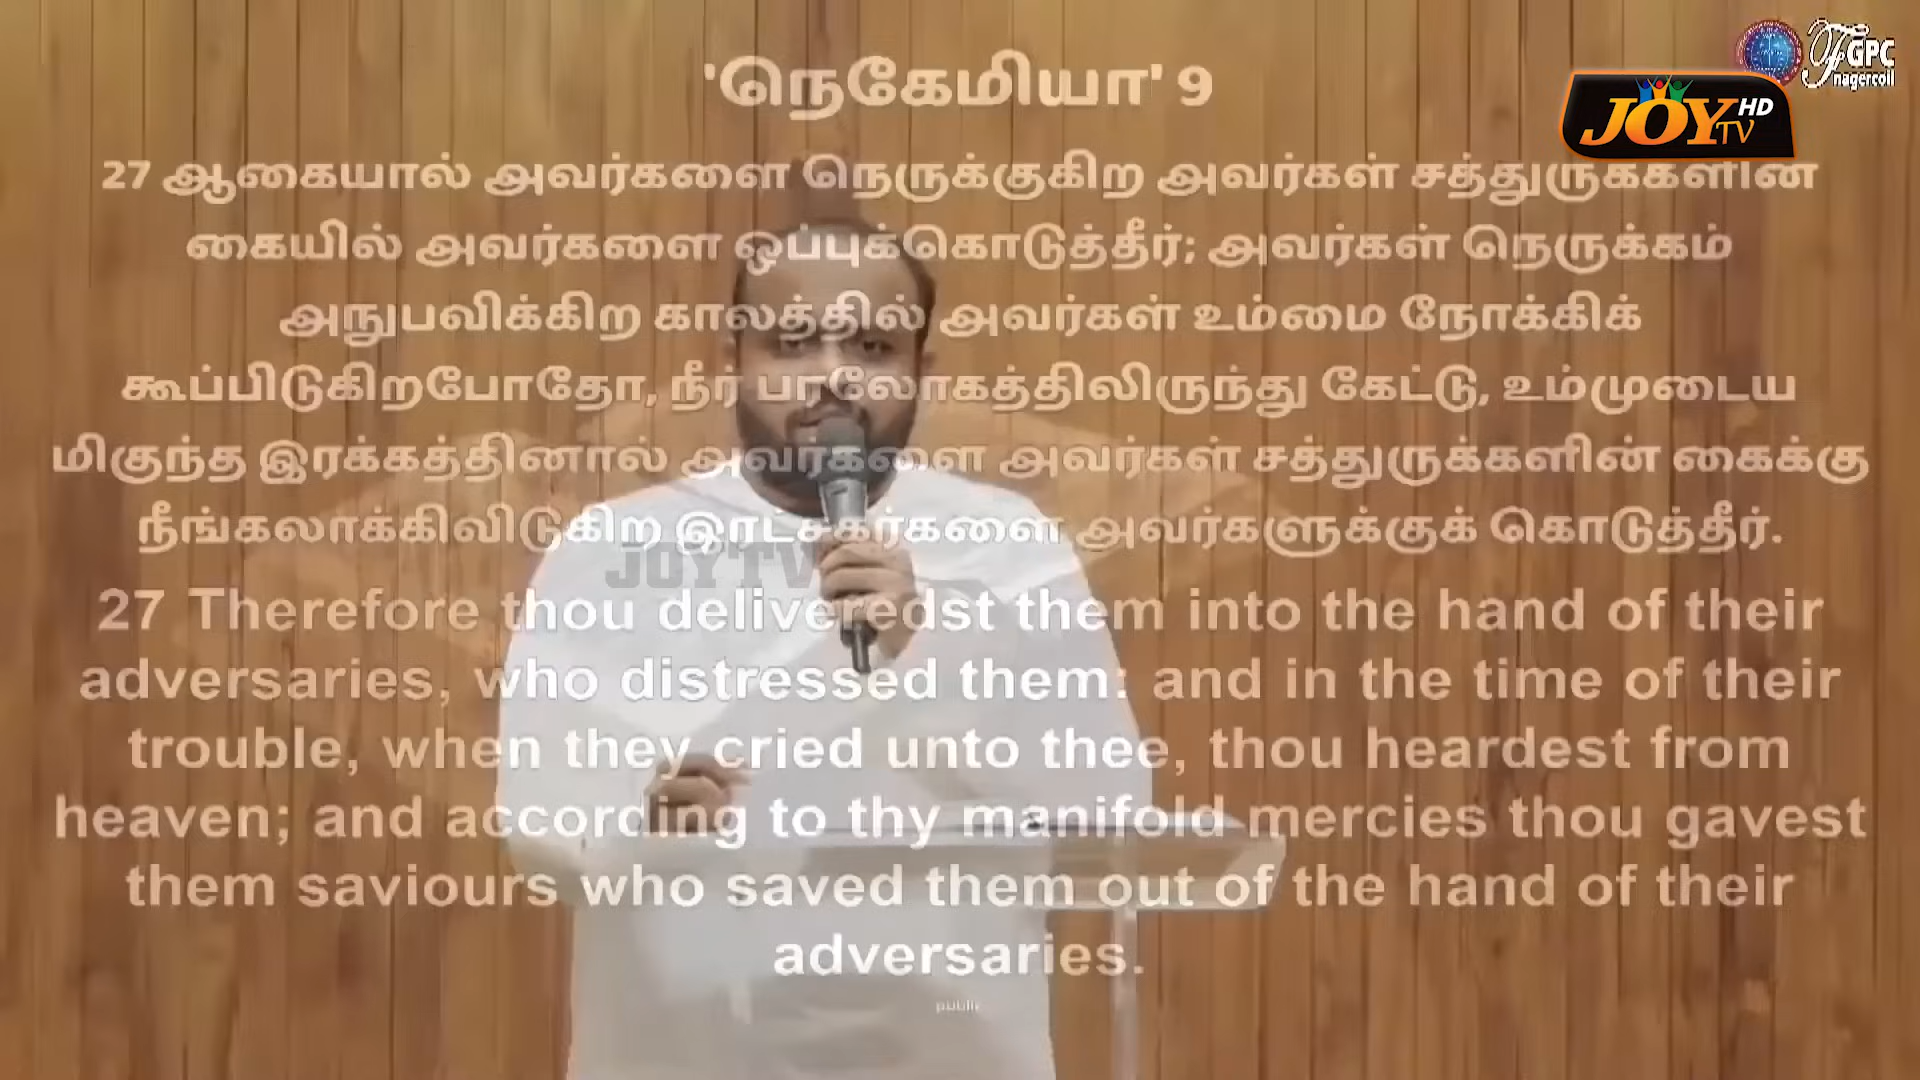 FGPC
nagercoil
JOY TV HD
'நெகேமியா' 9
27 ஆகையால் அவர்களை நெருக்குகிற அவர்கள் சத்துருக்களின்
கையில் அவர்களை ஒப்புக்கொடுத்தீர்; அவர்கள் நெருக்கம்
அநுபவிக்கிற காலத்தில் அவர்கள் உம்மை நோக்கிக்
கூப்பிடுகிறபோதோ, நீர் பரலோகத்திலிருந்து கேட்டு, உம்முடைய
மிகுந்த இரக்கத்தினால் அவர்களை அவர்கள் சத்துருக்களின் கைக்கு
நீங்கலாக்கிவிடுகிற இரட்சகர்களை அவர்களுக்குக் கொடுத்தீர்.
JOY TV
27 Therefore thou deliveredst them into the hand of their
adversaries, who distressed them: and in the time of their
trouble, when they cried unto thee, thou heardest from
heaven; and according to thy manifold mercies thou gavest
them saviours who saved them out of the hand of their
adversaries.
public